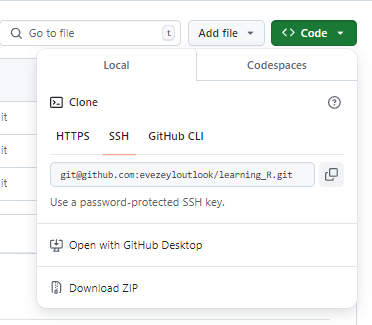 Go to file t Add file Code
Local Codespaces
Clone
it
HTTPS SSH GitHub CLI
it
git@github.com:evezeyloutlook/learning_R.git
it
Use a password-protected SSH key.
Open with GitHub Desktop
Download ZIP